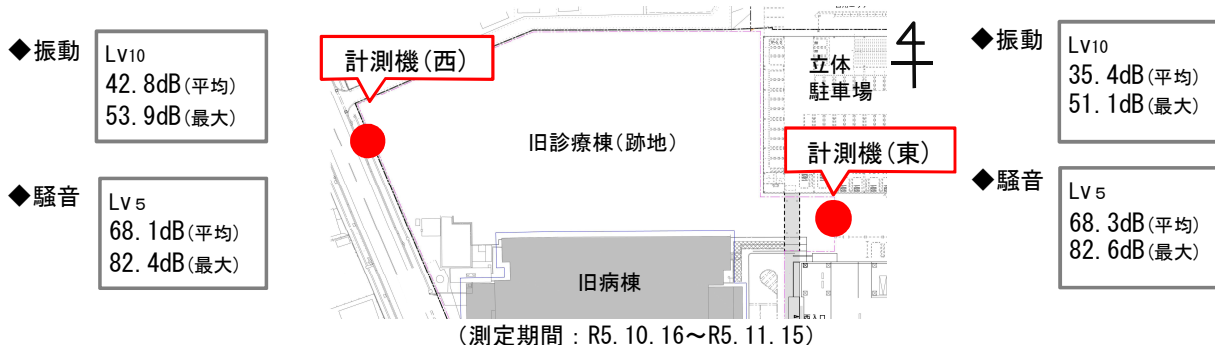 ◆振動
Lv10
42.8dB(平均)
53.9dB(最大)
◆騒音
Lv5
68.1dB(平均)
82.4dB(最大)
計測機(西)
旧診療棟(跡地)
立体
駐車場
計測機(東)
旧病棟
◆振動
Lv10
35.4dB(平均)
51.1dB(最大)
◆騒音
Lv5
68.3dB(平均)
82.6dB(最大)
(測定期間：R5.10.16～R5.11.15)